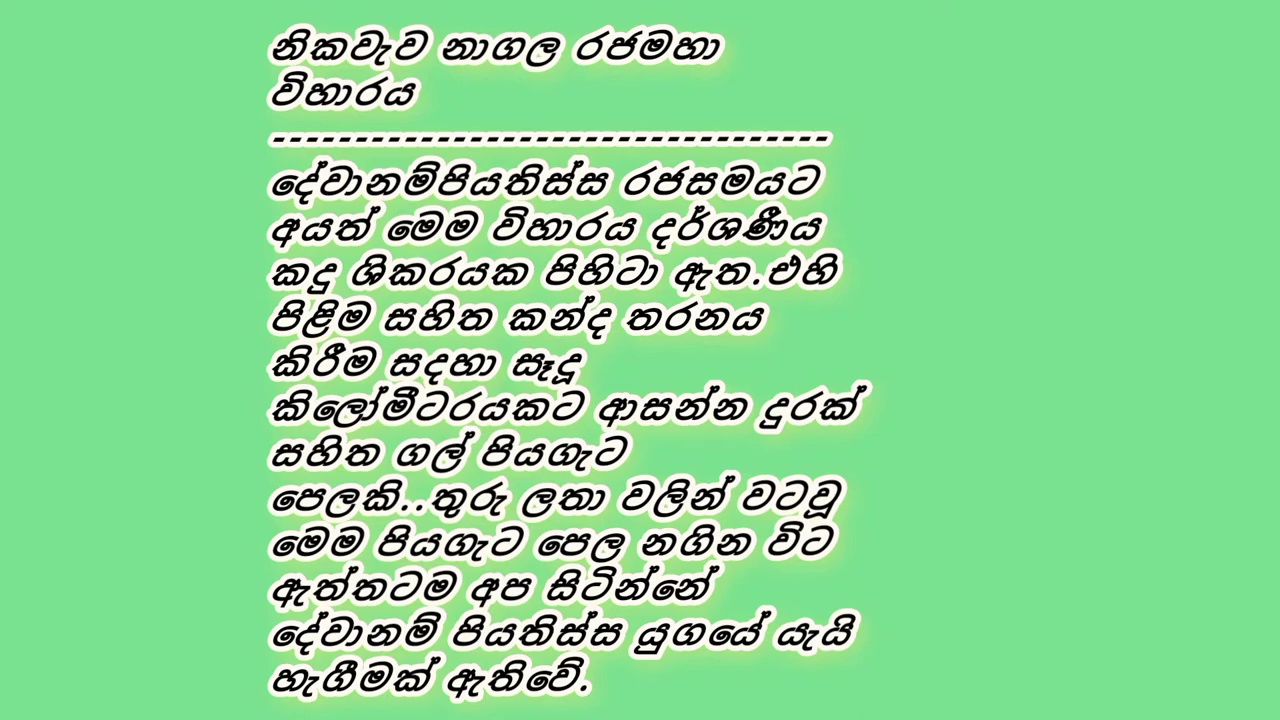 නිකවැව නාගල රජමහා
විහාරය
----------------------------------
දේවානම්පියතිස්ස රජසමයට
අයත් මෙම විහාරය දර්ශණීය
කදු ශිකරයක පිහිටා ඇත.එහි
පිළිම සහිත කන්ද තරනය
කිරීම සදහා සෑදූ
කිලෝමීටරයකට ආසන්න දුරක්
සහිත ගල් පියගැට
පෙලකි..තුරු ලතා වලින් වටවූ
මෙම පියගැට පෙල නගින විට
ඇත්තටම අප සිටින්නේ
දේවානම් පියතිස්ස යුගයේ යැයි
හැගීමක් ඇතිවේ.